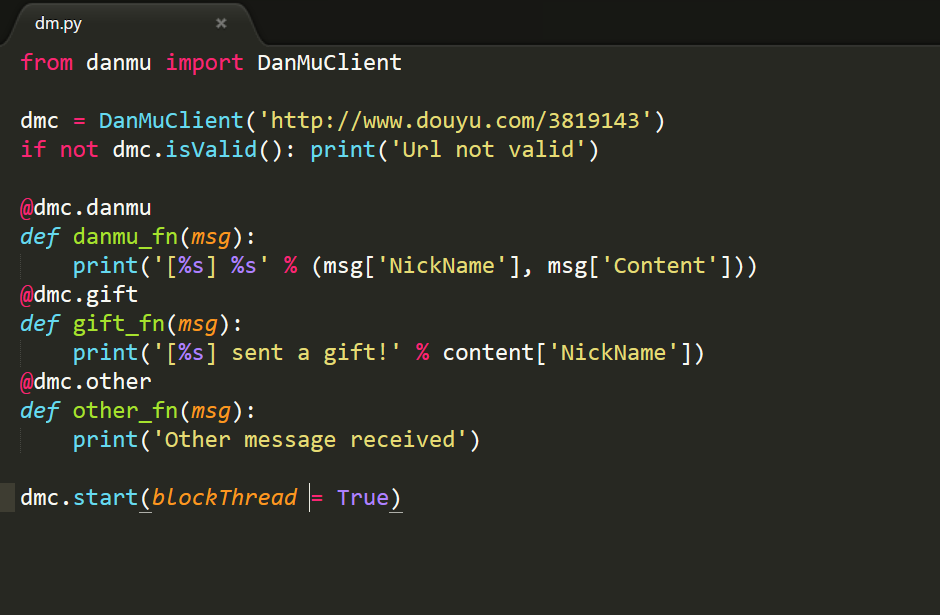 dm.py ×
from danmu import DanMuClient
dmc = DanMuClient('http://www.douyu.com/3819143')
if not dmc.isValid(): print('Url not valid')
@dmc.danmu
def danmu_fn(msg):
    print('[%s] %s' % (msg['NickName'], msg['Content']))
@dmc.gift
def gift_fn(msg):
    print('[%s] sent a gift!' % content['NickName'])
@dmc.other
def other_fn(msg):
    print('Other message received')
dmc.start(blockThread = True)